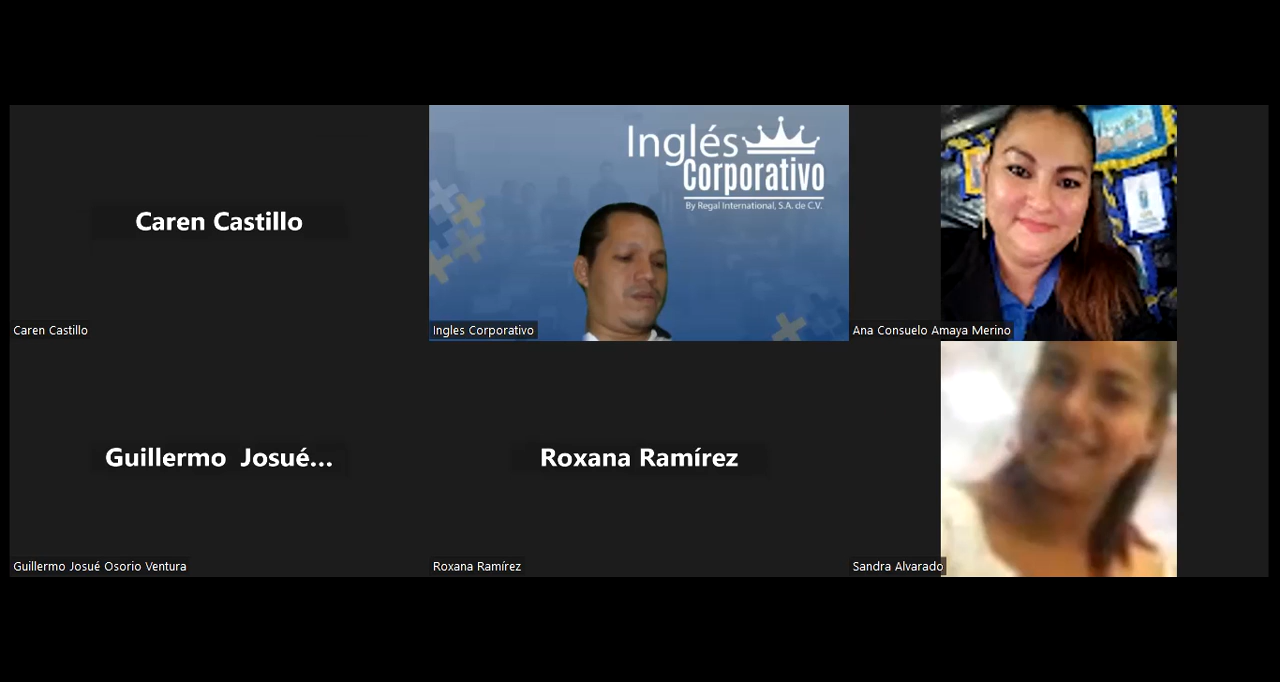 Caren Castillo
Caren Castillo
Inglés
Corporativo
By Regal International, S.A. de C.V.
Ingles Corporativo
Ana Consuelo Amaya Merino
Guillermo Josué...
Guillermo Josué Osorio Ventura
Roxana Ramírez
Roxana Ramírez
Sandra Alvarado